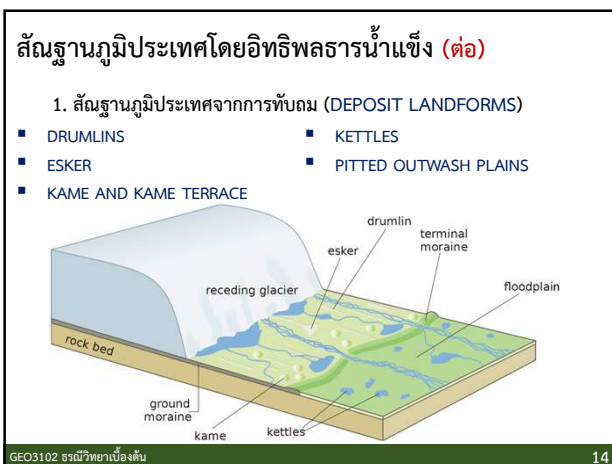 สัณฐานภูมิประเทศโดยอิทธิพลธารน้ำแข็ง (ต่อ)
1. สัณฐานภูมิประเทศจากการทับถม (DEPOSIT LANDFORMS)
▪ DRUMLINS
▪ ESKER
▪ KAME AND KAME TERRACE
▪ KETTLES
▪ PITTED OUTWASH PLAINS
drumlin
terminal
moraine
esker
floodplain
receding glacier
rock bed
ground
moraine
kame
kettles
GEO3102 ธรณีวิทยาเบื้องต้น
14